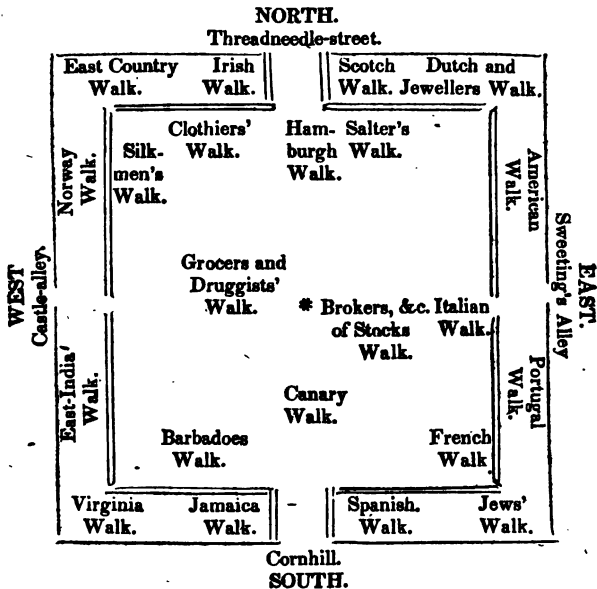 NORTH.
Threadneedle-street.
East Country
Walk.
Irish
Walk.
Scotch
Walk.
Dutch and
Jewellers Walk.
Clothiers'
Walk.
Silk-
men's
Walk.
Ham-
burgh
Walk.
Salter's
Walk.
Norway
Walk.
American
Walk.
WEST
Castle-alley.
EAST.
Sweeting's Alley
Grocers and
Druggists'
Walk.
* Brokers, &c.
of Stocks
Walk.
Italian
Walk.
East-India'
Walk.
Portugal
Walk.
Canary
Walk.
Barbadoes
Walk.
French
Walk
Virginia
Walk.
Jamaica
Walk.
Spanish.
Walk.
Jews'
Walk.
Cornhill.
SOUTH.